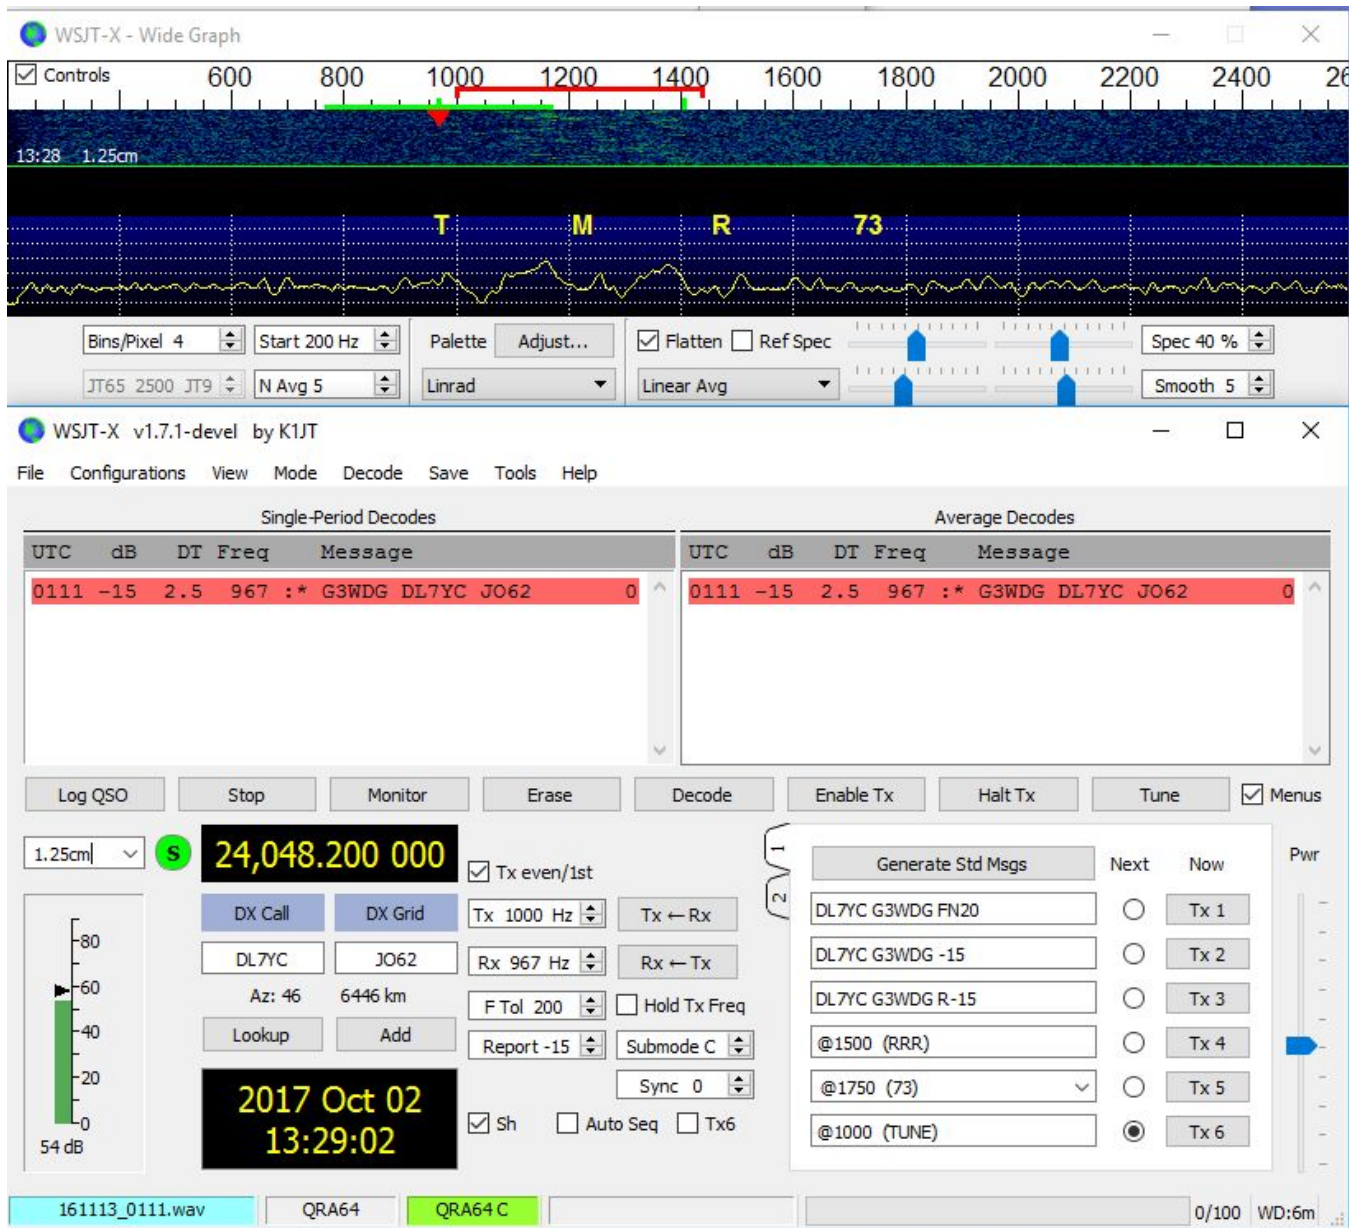 WSJT-X - Wide Graph
Controls 600 800 1000 1200 1400 1600 1800 2000 2200 2400 26
13:28 1.25cm
T M R 73
Bins/Pixel 4 Start 200 Hz Palette Adjust... Flatten Ref Spec Spec 40 %
JT65 2500 JT9 N Avg 5 Linrad Linear Avg Smooth 5
WSJT-X v1.7.1-devel by K1JT
File Configurations View Mode Decode Save Tools Help
Single-Period Decodes Average Decodes
UTC dB DT Freq Message UTC dB DT Freq Message
0111 -15 2.5 967 :* G3WDG DL7YC JO62 0 0111 -15 2.5 967 :* G3WDG DL7YC JO62 0
Log QSO Stop Monitor Erase Decode Enable Tx Halt Tx Tune Menus
1.25cm S 24,048.200 000 Tx even/1st 1 Generate Std Msgs Next Now Pwr
DX Call DX Grid Tx 1000 Hz Tx ← Rx 2 DL7YC G3WDG FN20 Tx 1
-80 DL7YC JO62 Rx 967 Hz Rx ← Tx DL7YC G3WDG -15 Tx 2
-60 Az: 46 6446 km F Tol 200 Hold Tx Freq DL7YC G3WDG R-15 Tx 3
-40 Lookup Add Report -15 Submode C @1500 (RRR) Tx 4
-20 2017 Oct 02 Sync 0 @1750 (73) Tx 5
-0 13:29:02 Sh Auto Seq Tx6 @1000 (TUNE) Tx 6
54 dB
161113_0111.wav QRA64 QRA64 C 0/100 WD:6m